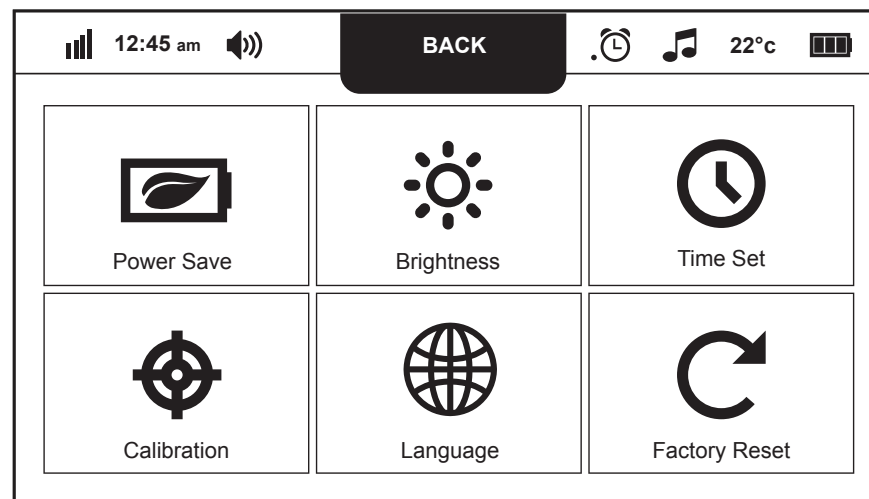 12:45 am BACK 22°c
Power Save Brightness Time Set
Calibration Language Factory Reset